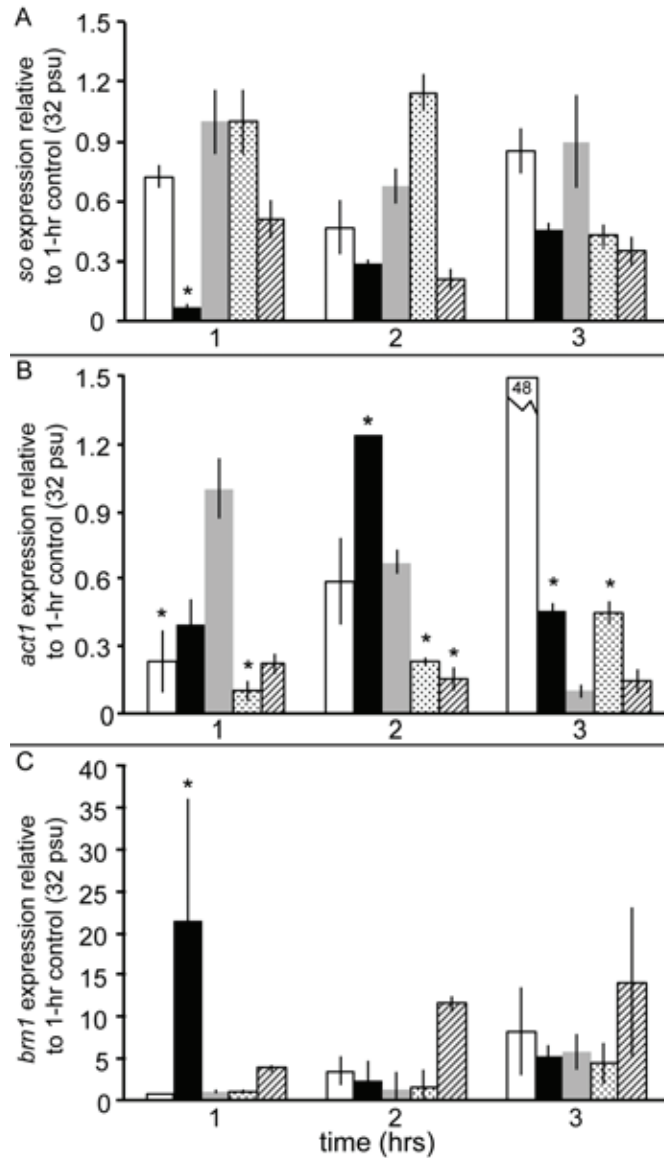 A
so expression relative
to 1-hr control (32 psu)
1.5
1.2
0.9
0.6
0.3
0
*
1 2 3
B
act1 expression relative
to 1-hr control (32 psu)
1.5
1.2
0.9
0.6
0.3
0
* * * * * * *
48
1 2 3
C
brn1 expression relative
to 1-hr control (32 psu)
40
35
30
25
20
15
10
5
0
*
1 2 3
time (hrs)